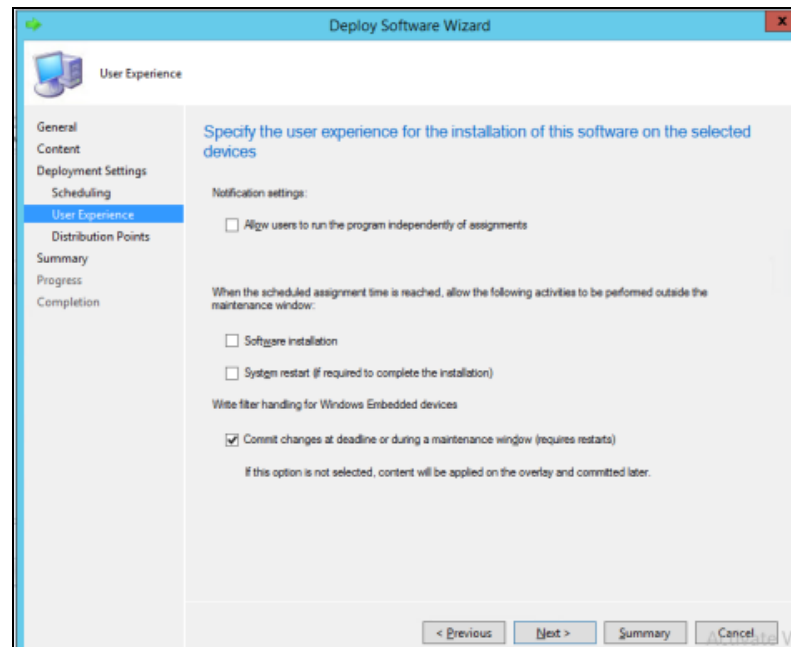 Deploy Software Wizard
x
User Experience
General
Content
Deployment Settings
Scheduling
User Experience
Distribution Points
Summary
Progress
Completion
Specify the user experience for the installation of this software on the selected
devices
Notification settings:
Allow users to run the program independently of assignments
When the scheduled assignment time is reached, allow the following activities to be performed outside the
maintenance window:
Software installation
System restart (if required to complete the installation)
Write filter handling for Windows Embedded devices
Commit changes at deadline or during a maintenance window (requires restarts)
If this option is not selected, content will be applied on the overlay and committed later.
< Previous
Next >
Summary
Cancel
Activate W